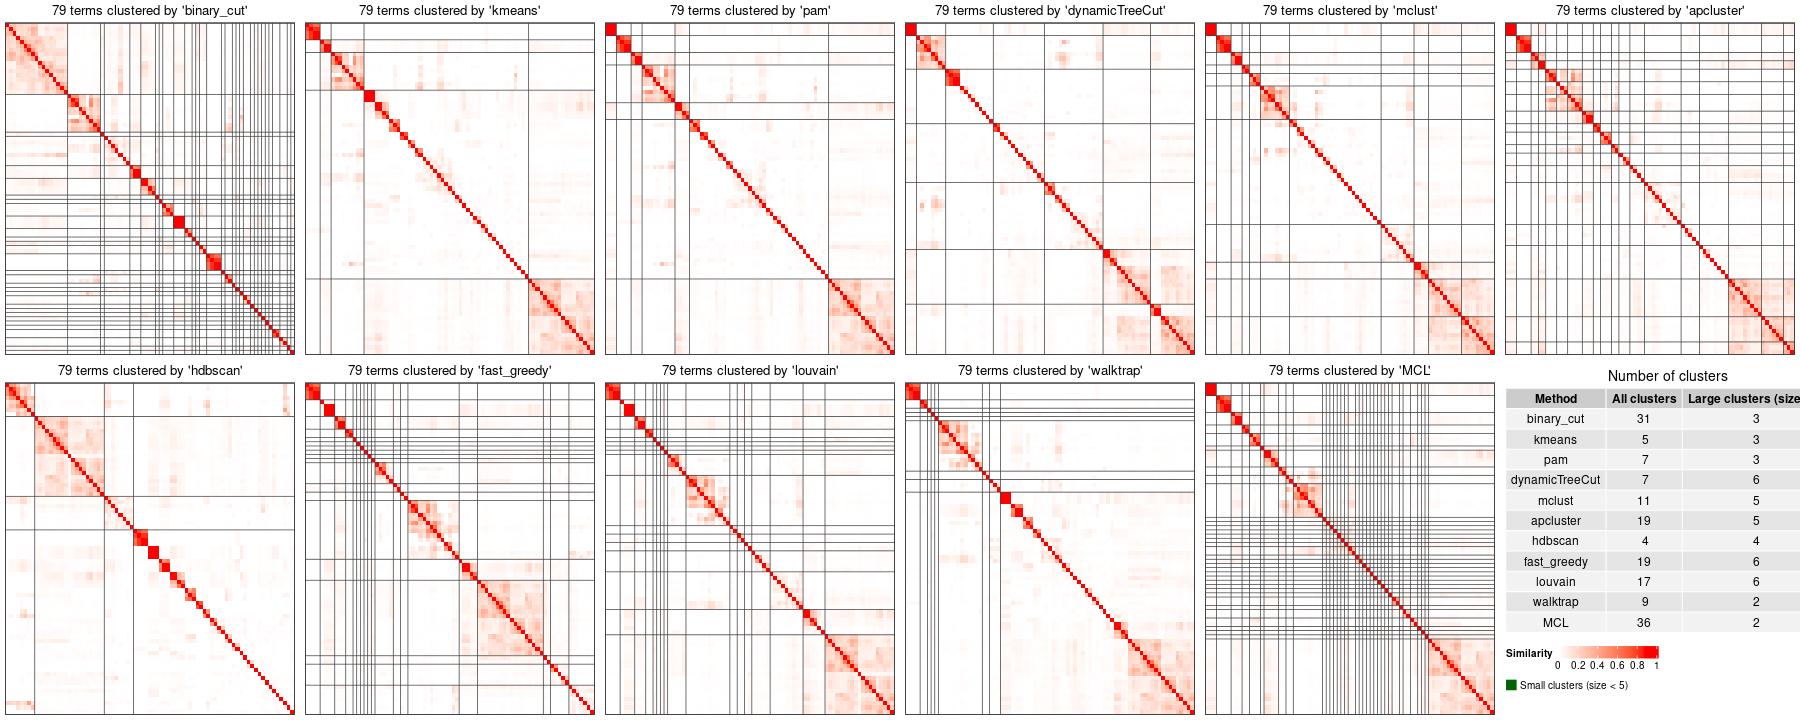 79 terms clustered by 'binary_cut'
79 terms clustered by 'kmeans'
79 terms clustered by 'pam'
79 terms clustered by 'dynamicTreeCut'
79 terms clustered by 'mclust'
79 terms clustered by 'apcluster'
79 terms clustered by 'hdbscan'
79 terms clustered by 'fast_greedy'
79 terms clustered by 'louvain'
79 terms clustered by 'walktrap'
79 terms clustered by 'MCL'
Number of clusters
Method All clusters Large clusters (size
binary_cut 31 3
kmeans 5 3
pam 7 3
dynamicTreeCut 7 6
mclust 11 5
apcluster 19 5
hdbscan 4 4
fast_greedy 19 6
louvain 17 6
walktrap 9 2
MCL 36 2
Similarity
0 0.2 0.4 0.6 0.8 1
Small clusters (size < 5)